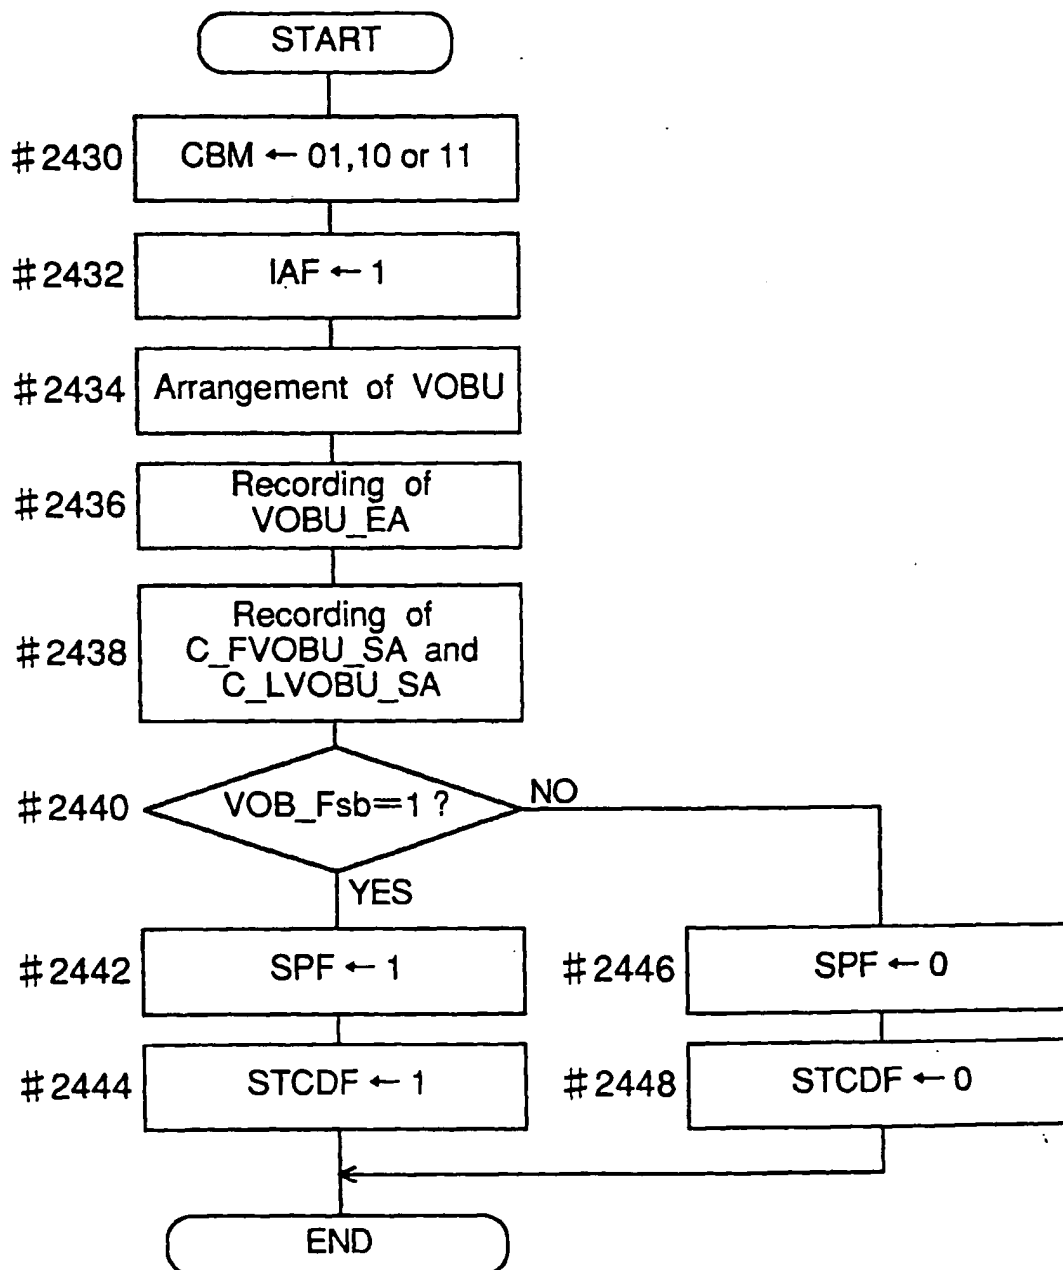 START
#2430
CBM ← 01,10 or 11
#2432
IAF ← 1
#2434
Arrangement of VOBU
#2436
Recording of
VOBU_EA
#2438
Recording of
C_FVOBU_SA and
C_LVOBU_SA
#2440
VOB_Fsb=1 ?
NO
YES
#2442
SPF ← 1
#2446
SPF ← 0
#2444
STCDF ← 1
#2448
STCDF ← 0
END